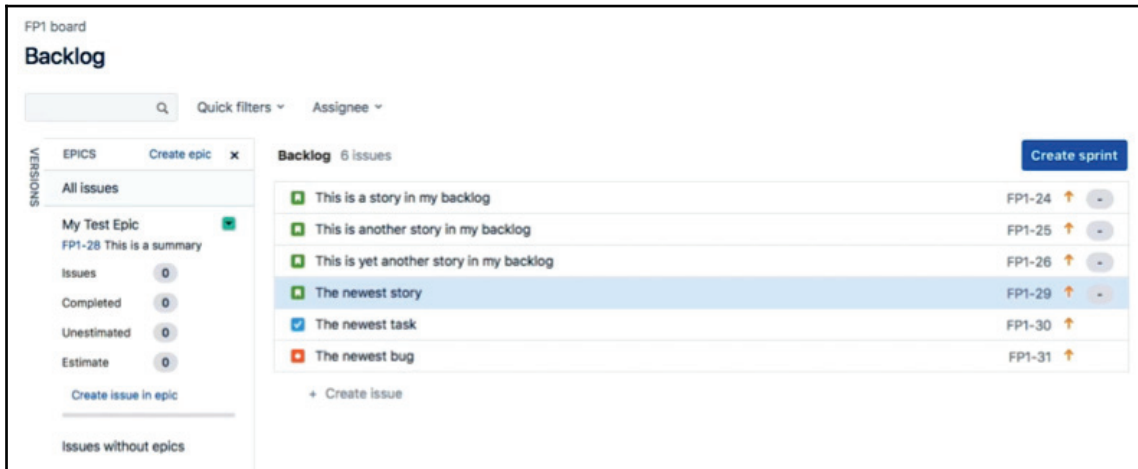 FP1 board
Backlog
Quick filters
Assignee
VERSIONS
EPICS Create epic x
All issues
My Test Epic
FP1-28 This is a summary
Issues 0
Completed 0
Unestimated 0
Estimate 0
Create issue in epic
Issues without epics
Backlog 6 issues
Create sprint
This is a story in my backlog FP1-24 -
This is another story in my backlog FP1-25 -
This is yet another story in my backlog FP1-26 -
The newest story FP1-29 -
The newest task FP1-30
The newest bug FP1-31
+ Create issue